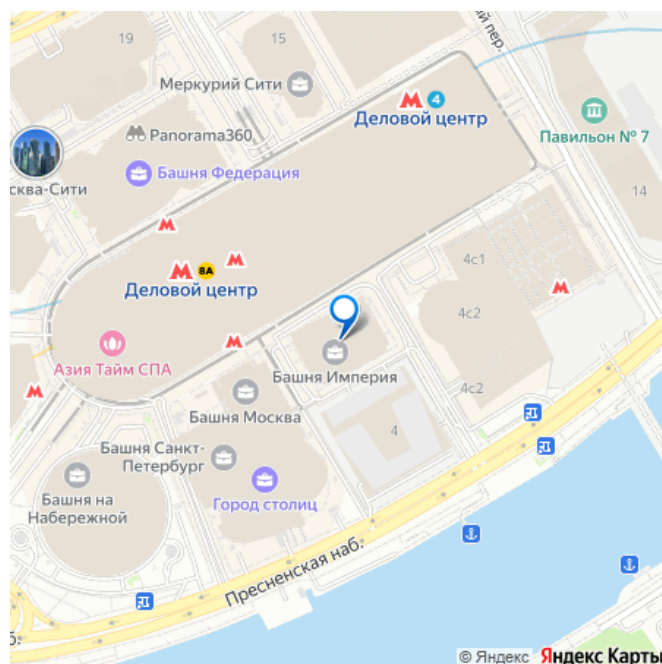 19
15
ий пер.
Меркурий Сити
4
Деловой центр
Panorama360
Павильон № 7
сква-Сити
Башня Федерация
14
8А
Деловой центр
4с1
4с2
Азия Тайм СПА
Башня Империя
4с2
Башня Москва
4
Башня Санкт-
Петербург
Башня на
Набережной
Город столиц
Пресненская наб.
б.
© Яндекс Яндекс Карты